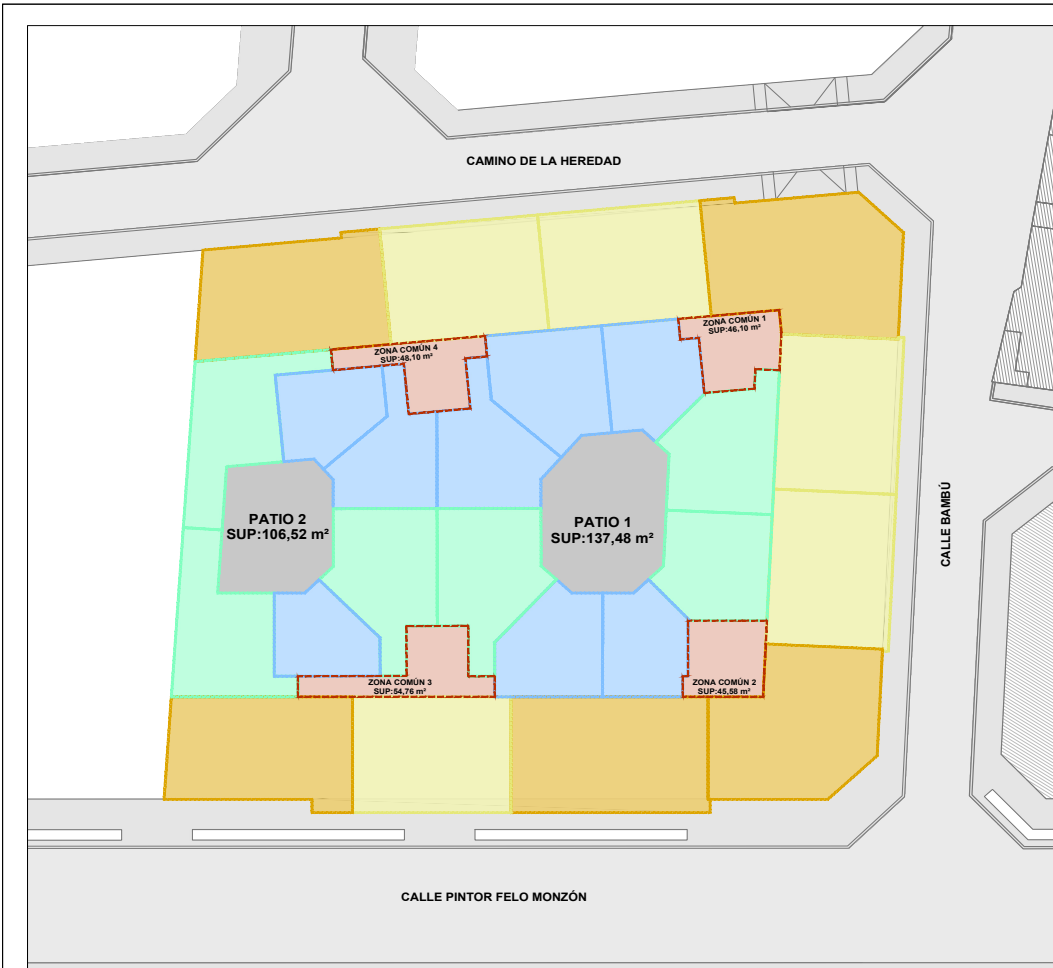 CAMINO DE LA HEREDAD
ZONA COMÚN 1
SUP:46,10 m²
ZONA COMÚN 4
SUP:48,10 m²
PATIO 2
SUP:106,52 m²
PATIO 1
SUP:137,48 m²
CALLE BAMBÚ
ZONA COMÚN 3
SUP:54,76 m²
ZONA COMÚN 2
SUP:45,58 m²
CALLE PINTOR FELO MONZÓN